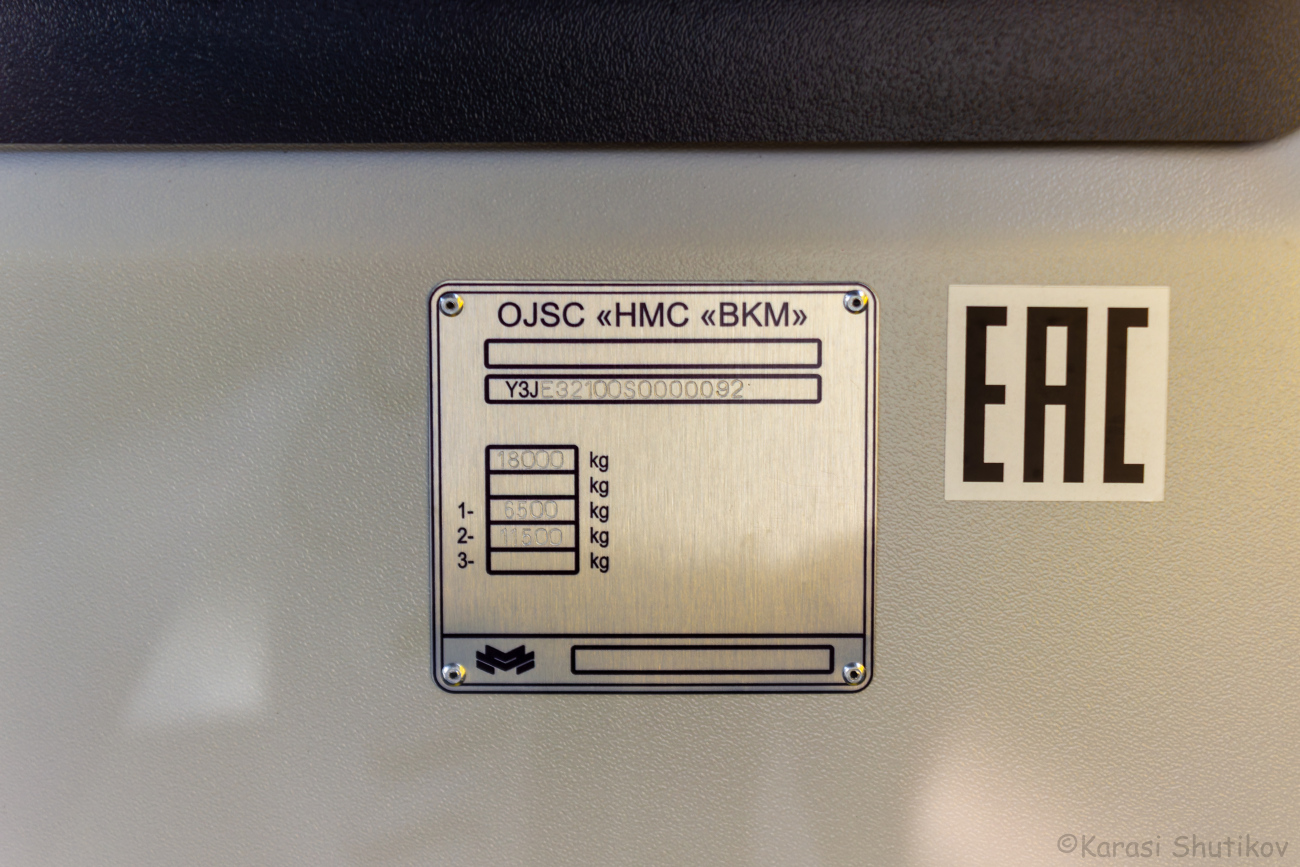 OJSC «HMC «BKM»
Y3JE32100S0000092
18000 kg
kg
1- 6500 kg
2- 11500 kg
3- kg
EAC
©Karasi Shutikov